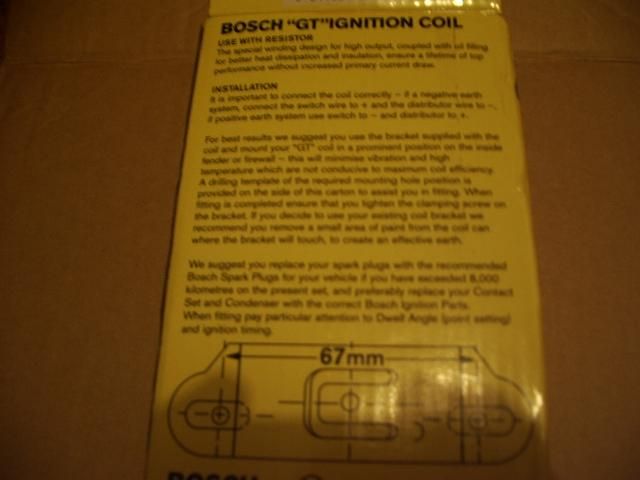 BOSCH "GT" IGNITION COIL
USE WITH RESISTOR
The special winding design for high output, coupled with oil filling
for better heat dissipation and insulation, ensure a lifetime of top
performance without increased primary current draw.
INSTALLATION
It is important to connect the coil correctly – if a negative earth
system, connect the switch wire to + and the distributor wire to –,
if positive earth system use switch to – and distributor to +.
For best results we suggest you use the bracket supplied with the
coil and mount your "GT" coil in a prominent position on the inside
fender or firewall – this will minimise vibration and high
temperature which are not conducive to maximum coil efficiency.
A drilling template of the required mounting hole position is
provided on the side of this carton to assist you in fitting. When
fitting is completed ensure that you tighten the clamping screw on
the bracket. If you decide to use your existing coil bracket we
recommend you remove a small area of paint from the coil can
where the bracket will touch, to create an effective earth.
We suggest you replace your spark plugs with the recommended
Bosch Spark Plugs for your vehicle if you have exceeded 8,000
kilometres on the present set, and preferably replace your Contact
Set and Condenser with the correct Bosch Ignition Parts.
When fitting pay particular attention to Dwell Angle (point setting)
and ignition timing.
67mm
BOSCH